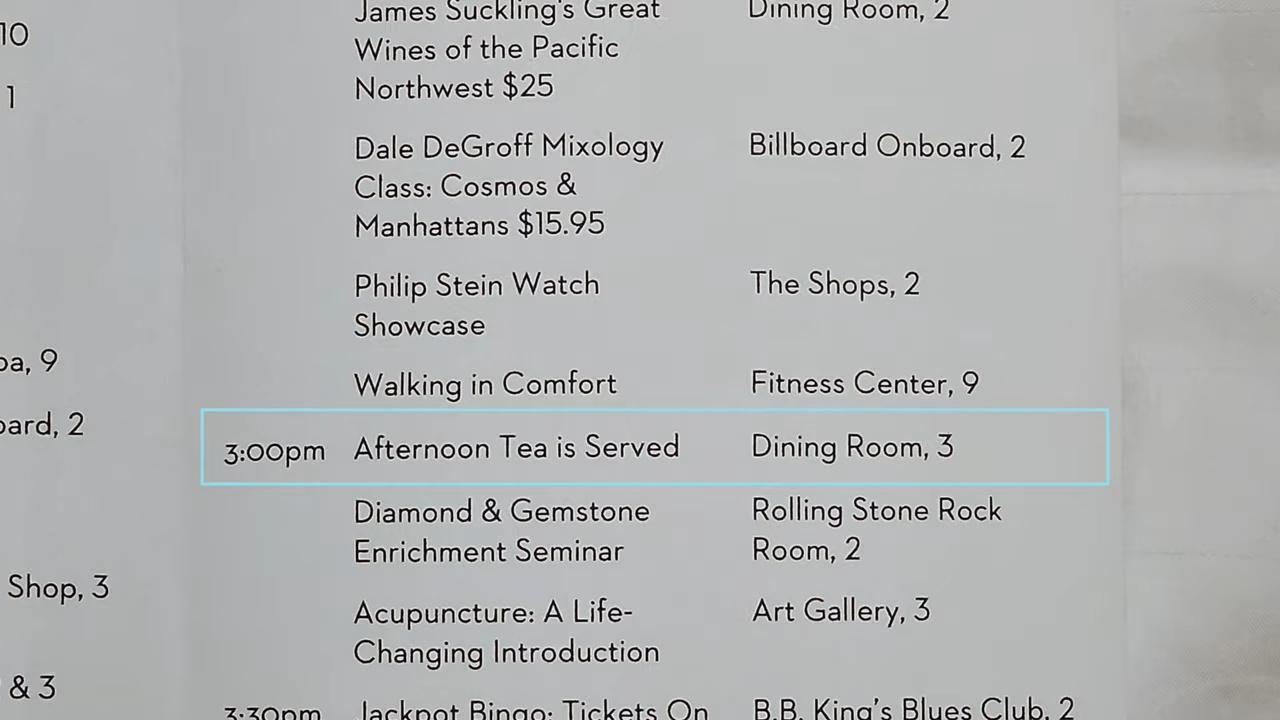 10
1
pa, 9
oard, 2
Shop, 3
& 3
James Suckling's Great
Wines of the Pacific
Northwest $25
Dining Room, 2
Dale DeGroff Mixology
Class: Cosmos &
Manhattans $15.95
Billboard Onboard, 2
Philip Stein Watch
Showcase
The Shops, 2
Walking in Comfort
Fitness Center, 9
3:00pm Afternoon Tea is Served
Dining Room, 3
Diamond & Gemstone
Enrichment Seminar
Rolling Stone Rock
Room, 2
Acupuncture: A Life-
Changing Introduction
Art Gallery, 3
3:30pm Jackpot Bingo: Tickets On
B.B. King's Blues Club, 2